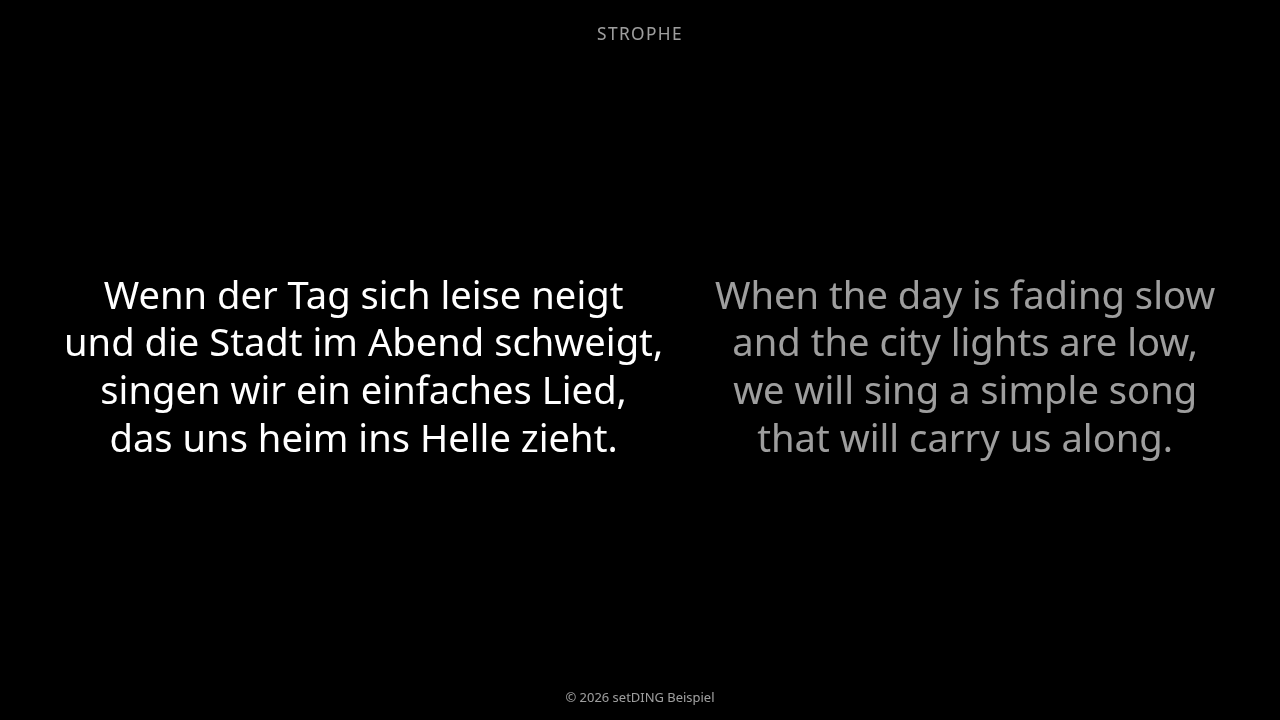 STROPHE
Wenn der Tag sich leise neigt
und die Stadt im Abend schweigt,
singen wir ein einfaches Lied,
das uns heim ins Helle zieht.
When the day is fading slow
and the city lights are low,
we will sing a simple song
that will carry us along.
© 2026 setDING Beispiel